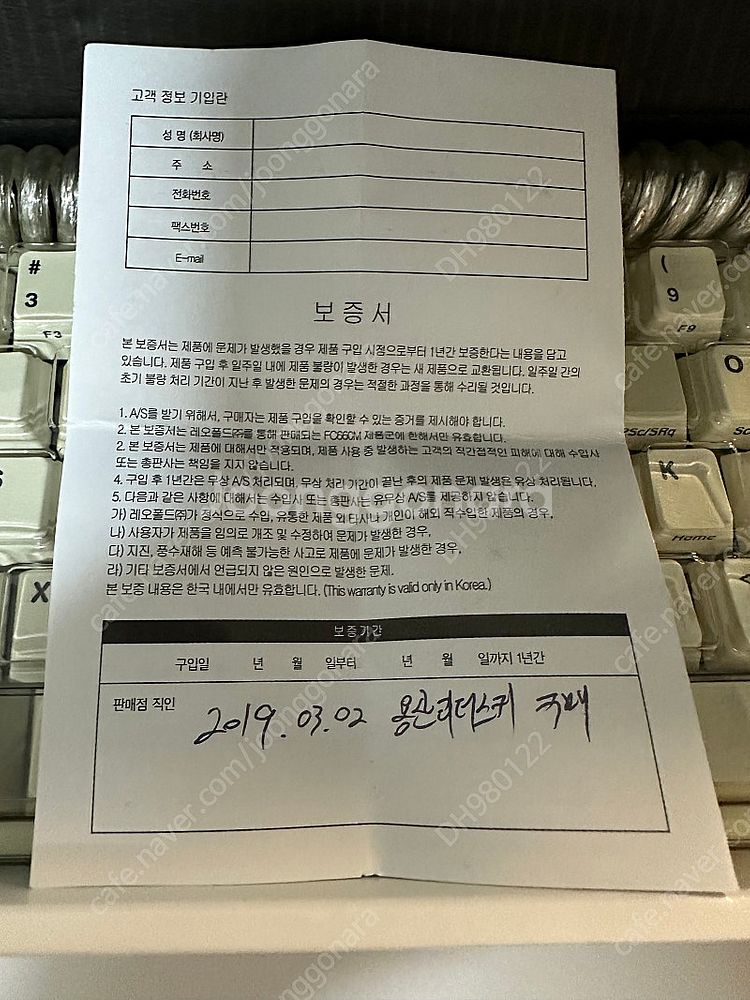 고객 정보 기입란
성 명 (회사명)
주 소
전화번호
팩스번호
E-mail
보 증 서
본 보증서는 제품에 문제가 발생했을 경우 제품 구입 시점으로부터 1년간 보증한다는 내용을 담고
있습니다. 제품 구입 후 일주일 내에 제품 불량이 발생한 경우는 새 제품으로 교환됩니다. 일주일 간의
초기 불량 처리 기간이 지난 후 발생한 문제의 경우는 적절한 과정을 통해 수리될 것입니다.
1. A/S를 받기 위해서, 구매자는 제품 구입을 확인할 수 있는 증거를 제시해야 합니다.
2. 본 보증서는 레오폴드(주)를 통해 판매되는 FC660M 제품군에 한해서만 유효합니다.
2. 본 보증서는 제품에 대해서만 적용되며, 제품 사용 중 발생하는 고객의 직간접적인 피해에 대해 수입사
또는 총판사는 책임을 지지 않습니다.
4. 구입 후 1년간은 무상 A/S 처리되며, 무상 처리 기간이 끝난 후의 제품 문제 발생은 유상 처리됩니다.
5. 다음과 같은 사항에 대해서는 수입사 또는 총판사는 유무상 A/S를 제공하지 않습니다.
가) 레오폴드(주)가 정식으로 수입, 유통한 제품 외 타사나 개인이 해외 직수입한 제품의 경우,
나) 사용자가 제품을 임의로 개조 및 수정하여 문제가 발생한 경우,
다) 지진, 풍수재해 등 예측 불가능한 사고로 제품에 문제가 발생한 경우,
라) 기타 보증서에서 언급되지 않은 원인으로 발생한 문제.
본 보증 내용은 한국 내에서만 유효합니다. (This warranty is valid only in Korea.)
보 증 기 간
구입일 년 월 일부터 년 월 일까지 1년간
판매점 직인
2019.03.02 용산리더스키 구매
#
3
F3
(
9
F9
O
PSc/SRq
K
Home
S
X
cafe.naver.com/joonggonara
DH980122